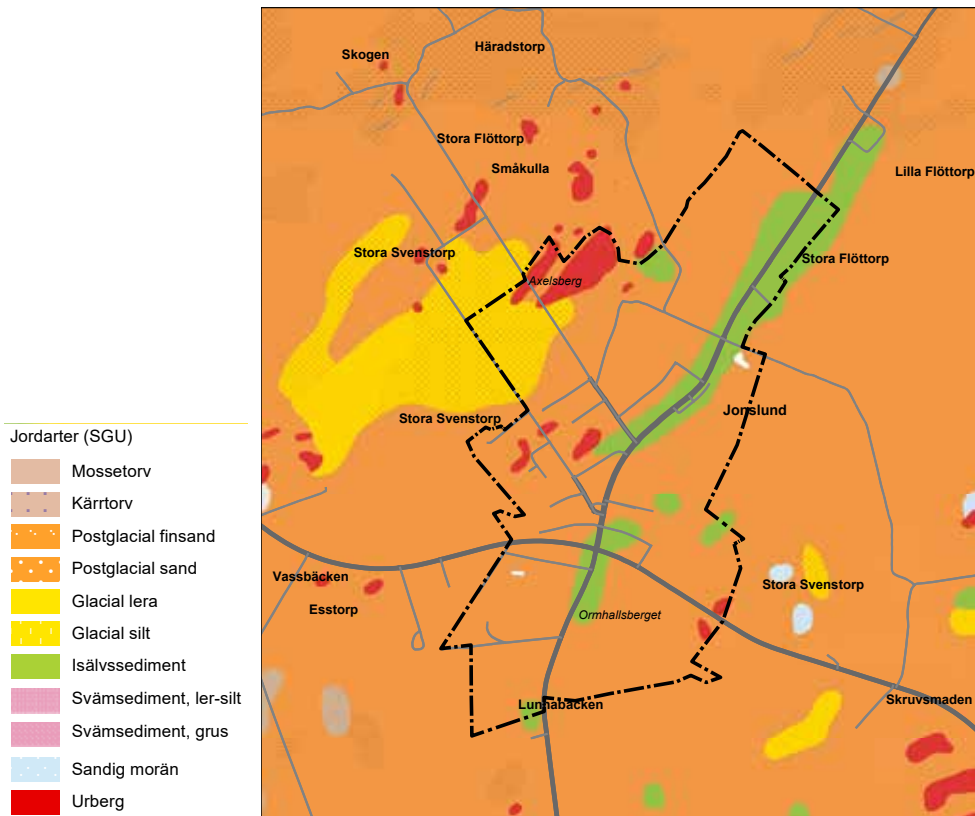 Skogen
Häradstorp
Stora Flöttorp
Småkulla
Lilla Flöttorp
Stora Svenstorp
Stora Flöttorp
Axelsberg
Stora Svenstorp
Jonslund
Vassbäcken
Esstorp
Stora Svenstorp
Ormhallsberget
Lunnabäcken
Skruvsmaden
Jordarter (SGU)
Mossetorv
Kärrtorv
Postglacial finsand
Postglacial sand
Glacial lera
Glacial silt
Isälvssediment
Svämsediment, ler-silt
Svämsediment, grus
Sandig morän
Urberg